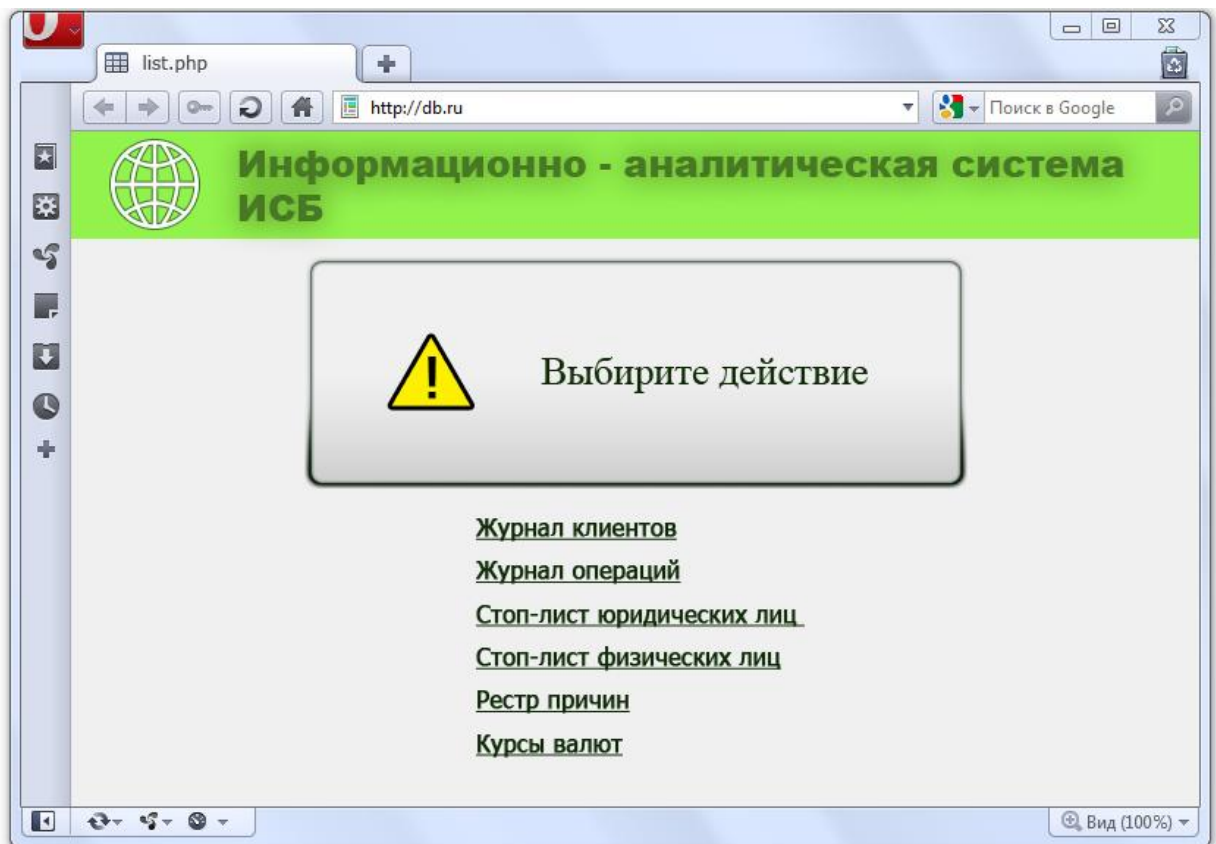 list.php
http://db.ru
Поиск в Google
Информационно - аналитическая система
ИСБ
Выбирите действие
Журнал клиентов
Журнал операций
Стоп-лист юридических лиц
Стоп-лист физических лиц
Рестр причин
Курсы валют
Вид (100%)